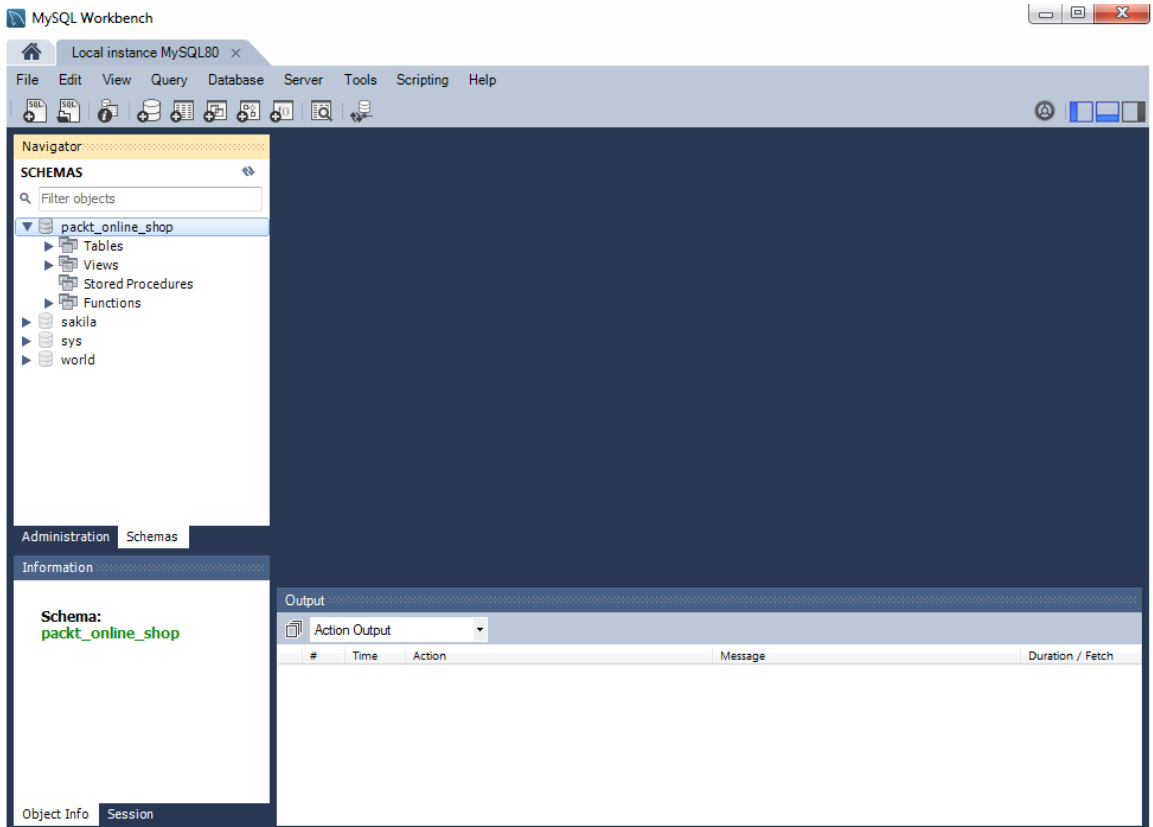 MySQL Workbench
Local instance MySQL80
File Edit View Query Database Server Tools Scripting Help
SQL SQL
Navigator
SCHEMAS
Filter objects
packt_online_shop
Tables
Views
Stored Procedures
Functions
sakila
sys
world
Administration Schemas
Information
Schema:
packt_online_shop
Object Info Session
Output
Action Output
# Time Action Message Duration / Fetch